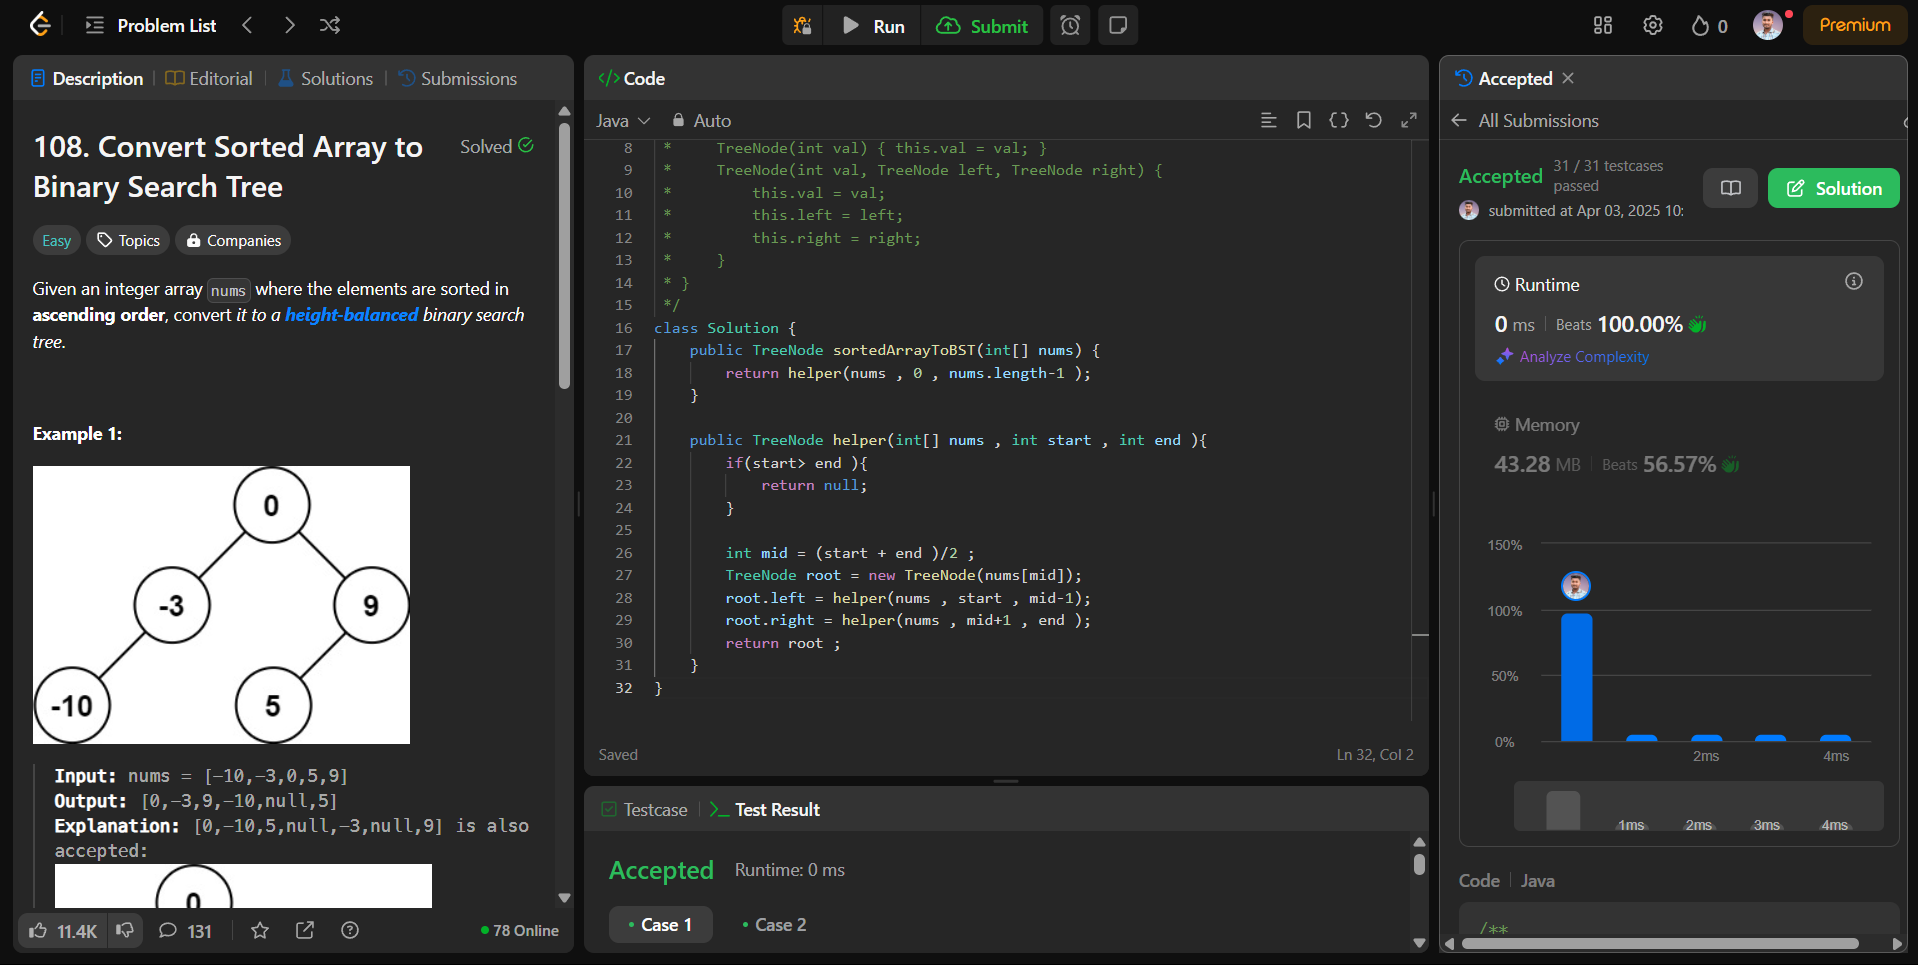 Problem List
Run
Submit
0
Premium
Description
Editorial
Solutions
Submissions
108. Convert Sorted Array to
Binary Search Tree
Solved
Easy
Topics
Companies
Given an integer array nums where the elements are sorted in
ascending order, convert it to a height-balanced binary search
tree.
Example 1:
0
-3
9
-10
5
Input: nums = [-10,-3,0,5,9]
Output: [0,-3,9,-10,null,5]
Explanation: [0,-10,5,null,-3,null,9] is also
accepted:
0
11.4K
131
78 Online
</> Code
Java
Auto
8 *     TreeNode(int val) { this.val = val; }
9 *     TreeNode(int val, TreeNode left, TreeNode right) {
10 *         this.val = val;
11 *         this.left = left;
12 *         this.right = right;
13 *     }
14 * }
15 */
16 class Solution {
17     public TreeNode sortedArrayToBST(int[] nums) {
18         return helper(nums , 0 , nums.length-1 );
19     }
20
21     public TreeNode helper(int[] nums , int start , int end ){
22         if(start> end ){
23             return null;
24         }
25
26         int mid = (start + end )/2 ;
27         TreeNode root = new TreeNode(nums[mid]);
28         root.left = helper(nums , start , mid-1);
29         root.right = helper(nums , mid+1 , end );
30         return root ;
31     }
32 }
Saved
Ln 32, Col 2
Testcase
Test Result
Accepted
Runtime: 0 ms
Case 1
Case 2
Accepted
All Submissions
Accepted
31 / 31 testcases
passed
submitted at Apr 03, 2025 10:
Solution
Runtime
0 ms
Beats 100.00%
Analyze Complexity
Memory
43.28 MB
Beats 56.57%
150%
100%
50%
0%
2ms
4ms
1ms
2ms
3ms
4ms
Code
Java
/**